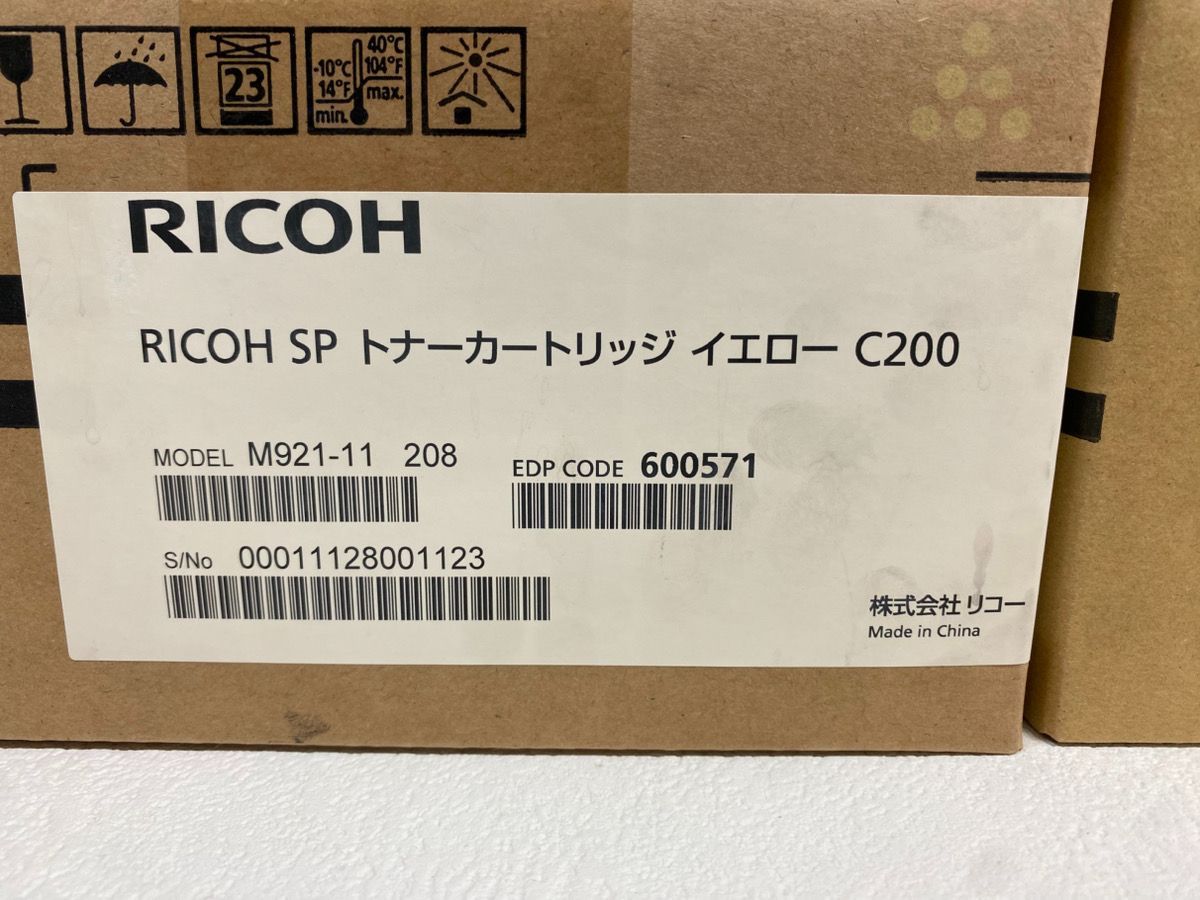 40°C
-10°C 104°F
23 14°F max.
min.
RICOH
RICOH SP トナーカートリッジ イエロー C200
MODEL M921-11 208
EDP CODE 600571
S/No 00011128001123
株式会社 リコー
Made in China